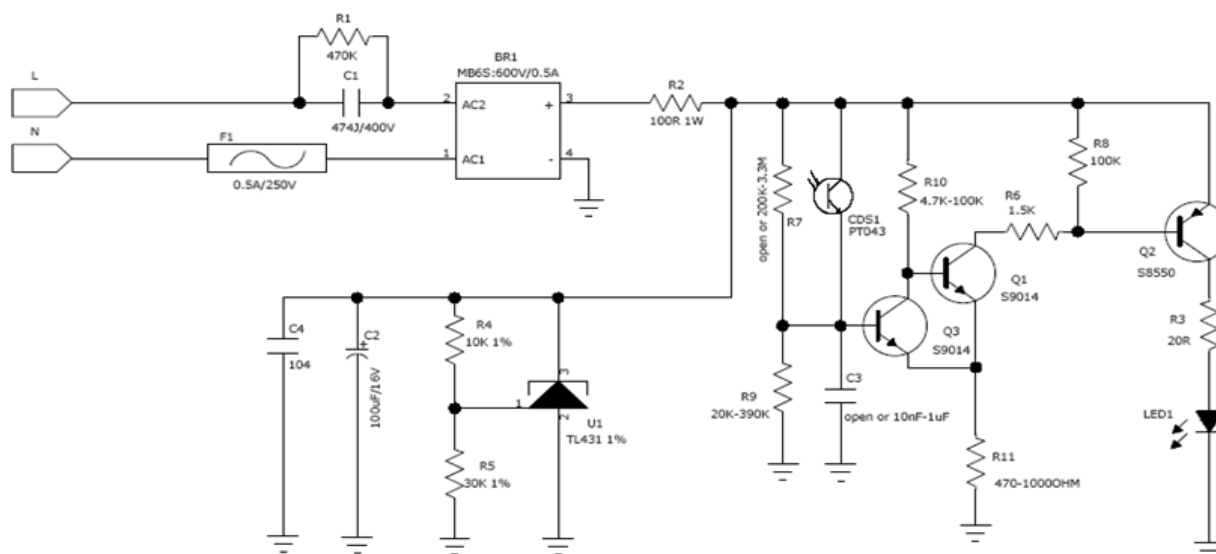 R1
470K
C1
474J/400V
L
N
F1
0.5A/250V
BR1
MB6S:600V/0.5A
2
AC2
+
3
1
AC1
-
4
R2
100R 1W
R8
100K
R7
open or 200K-3.3M
CDS1
PT043
R10
4.7K-100K
R6
1.5K
Q1
S9014
Q2
S8550
Q3
S9014
R3
20R
LED1
R9
20K-390K
C3
open or 10nF-1uF
R11
470-1000OHM
C4
104
C2
+
100uF/16V
R4
10K 1%
R5
30K 1%
1
3
2
U1
TL431 1%